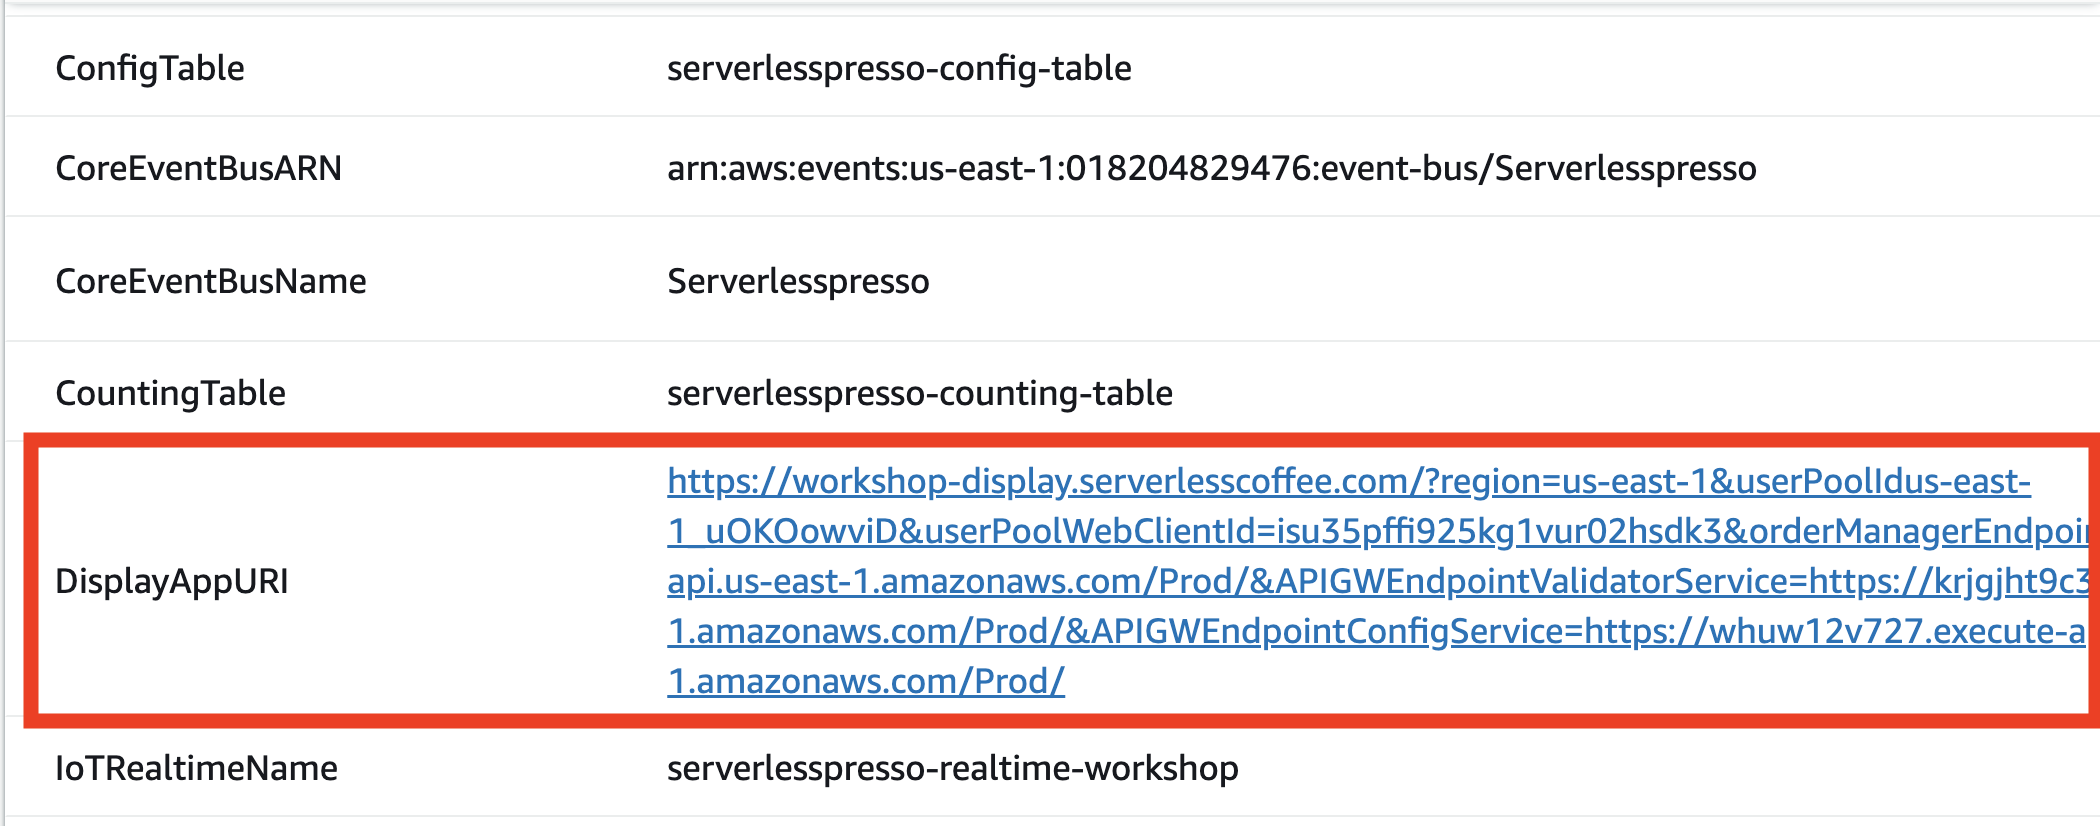 ConfigTable serverlesspresso-config-table
CoreEventBusARN arn:aws:events:us-east-1:018204829476:event-bus/Serverlesspresso
CoreEventBusName Serverlesspresso
CountingTable serverlesspresso-counting-table
DisplayAppURI
https://workshop-display.serverlesscoffee.com/?region=us-east-1&userPoolIdus-east-
1_uOKOowviD&userPoolWebClientId=isu35pffi925kg1vur02hsdk3&orderManagerEndpoi
api.us-east-1.amazonaws.com/Prod/&APIGWEndpointValidatorService=https://krjgjht9c3
1.amazonaws.com/Prod/&APIGWEndpointConfigService=https://whuw12v727.execute-a
1.amazonaws.com/Prod/
IoTRealtimeName serverlesspresso-realtime-workshop